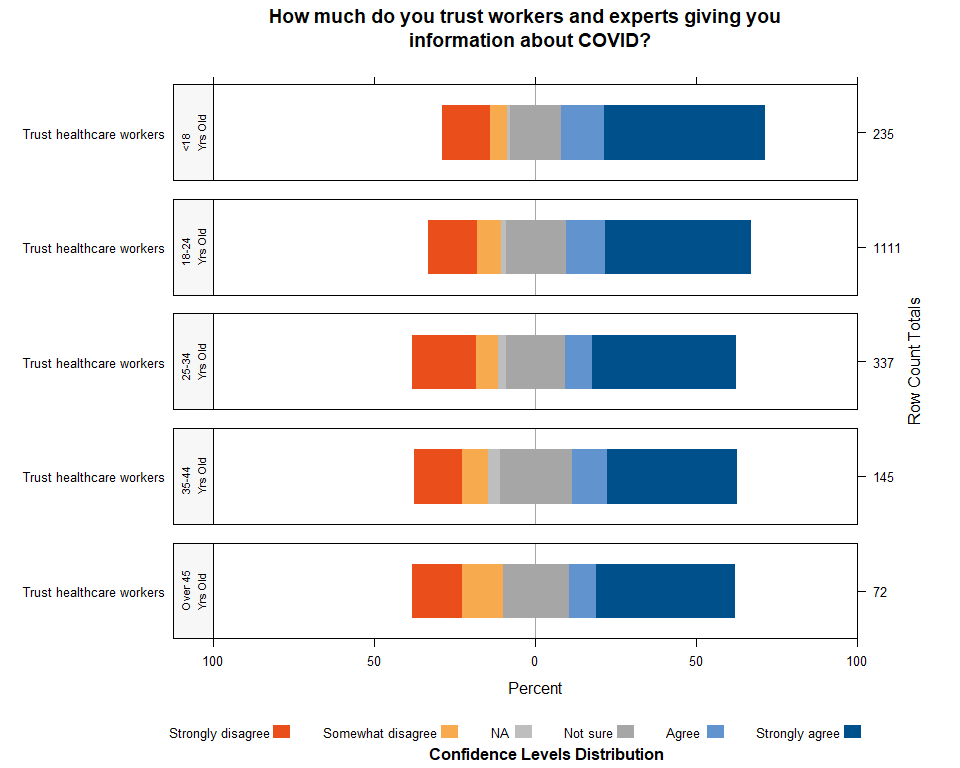 How much do you trust workers and experts giving you
information about COVID?
Trust healthcare workers
<18
Yrs Old
235
Trust healthcare workers
18-24
Yrs Old
1111
Trust healthcare workers
25-34
Yrs Old
337
Trust healthcare workers
35-44
Yrs Old
145
Trust healthcare workers
Over 45
Yrs Old
72
Row Count Totals
100 50 0 50 100
Percent
Strongly disagree Somewhat disagree NA Not sure Agree Strongly agree
Confidence Levels Distribution